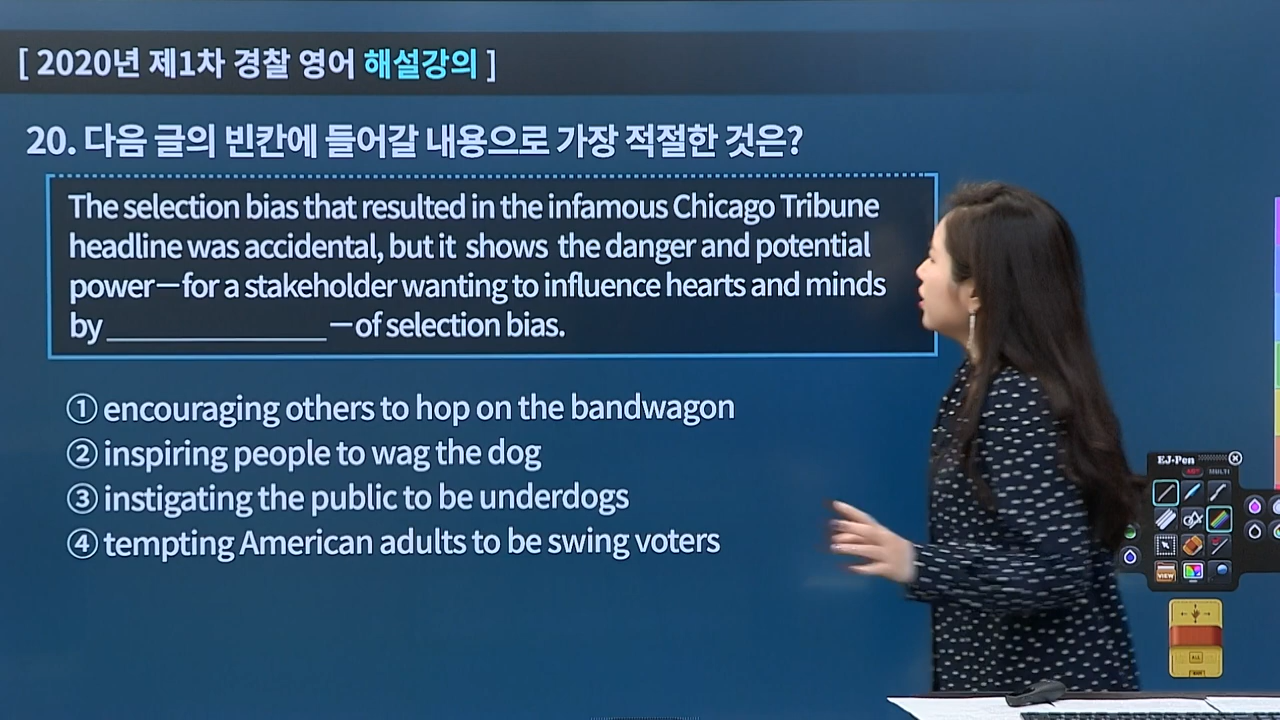 [ 2020년 제1차 경찰 영어 해설강의 ]
20. 다음 글의 빈칸에 들어갈 내용으로 가장 적절한 것은?
The selection bias that resulted in the infamous Chicago Tribune
headline was accidental, but it shows the danger and potential
power—for a stakeholder wanting to influence hearts and minds
by ________________ —of selection bias.
① encouraging others to hop on the bandwagon
② inspiring people to wag the dog
③ instigating the public to be underdogs
④ tempting American adults to be swing voters
EJ-Pen
MULTI
VIEW